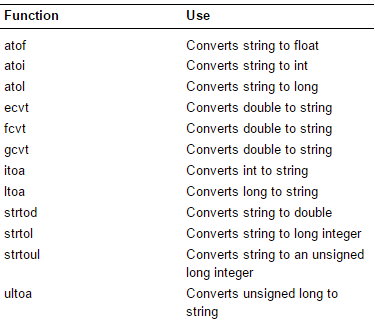 Function Use
atof Converts string to float
atoi Converts string to int
atol Converts string to long
ecvt Converts double to string
fcvt Converts double to string
gcvt Converts double to string
itoa Converts int to string
ltoa Converts long to string
strtod Converts string to double
strtol Converts string to long integer
strtoul Converts string to an unsigned
long integer
ultoa Converts unsigned long to
string